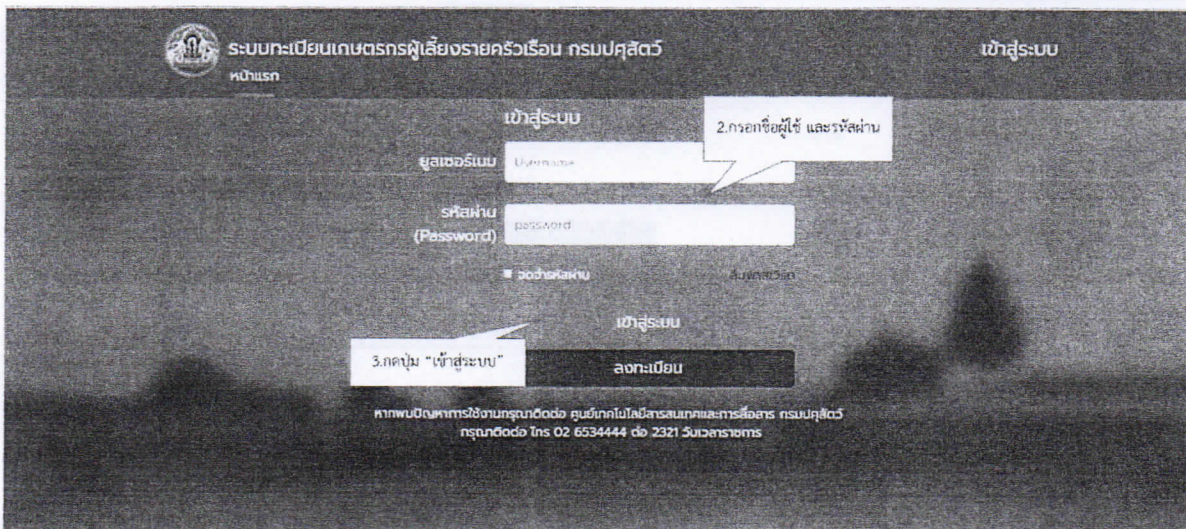 ระบบทะเบียนเกษตรกรผู้เลี้ยงรายครัวเรือน กรมปศุสัตว์
เข้าสู่ระบบ
หน้าแรก
เข้าสู่ระบบ
2.กรอกชื่อผู้ใช้ และรหัสผ่าน
ยูสเซอร์เนม
Username
รหัสผ่าน
(Password)
password
จดจำรหัสผ่าน
ลืมพาสเวิร์ด
เข้าสู่ระบบ
3.กดปุ่ม "เข้าสู่ระบบ"
ลงทะเบียน
หากพบปัญหาการใช้งานกรุณาติดต่อ ศูนย์เทคโนโลยีสารสนเทศและการสื่อสาร กรมปศุสัตว์
กรุณาติดต่อ โทร 02 6534444 ต่อ 2321 วันเวลาราชการ